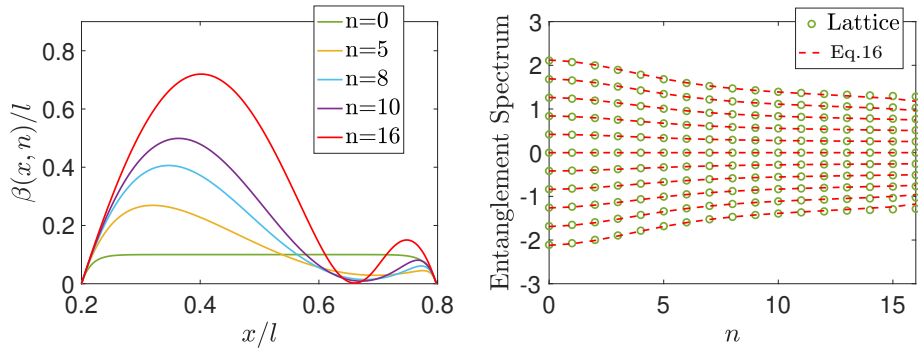 β(x, n)/l
0.8
0.6
0.4
0.2
0
0.2
0.4
0.6
0.8
x/l
n=0
n=5
n=8
n=10
n=16
Entanglement Spectrum
3
2
1
0
-1
-2
-3
0
5
10
15
n
Lattice
Eq.16